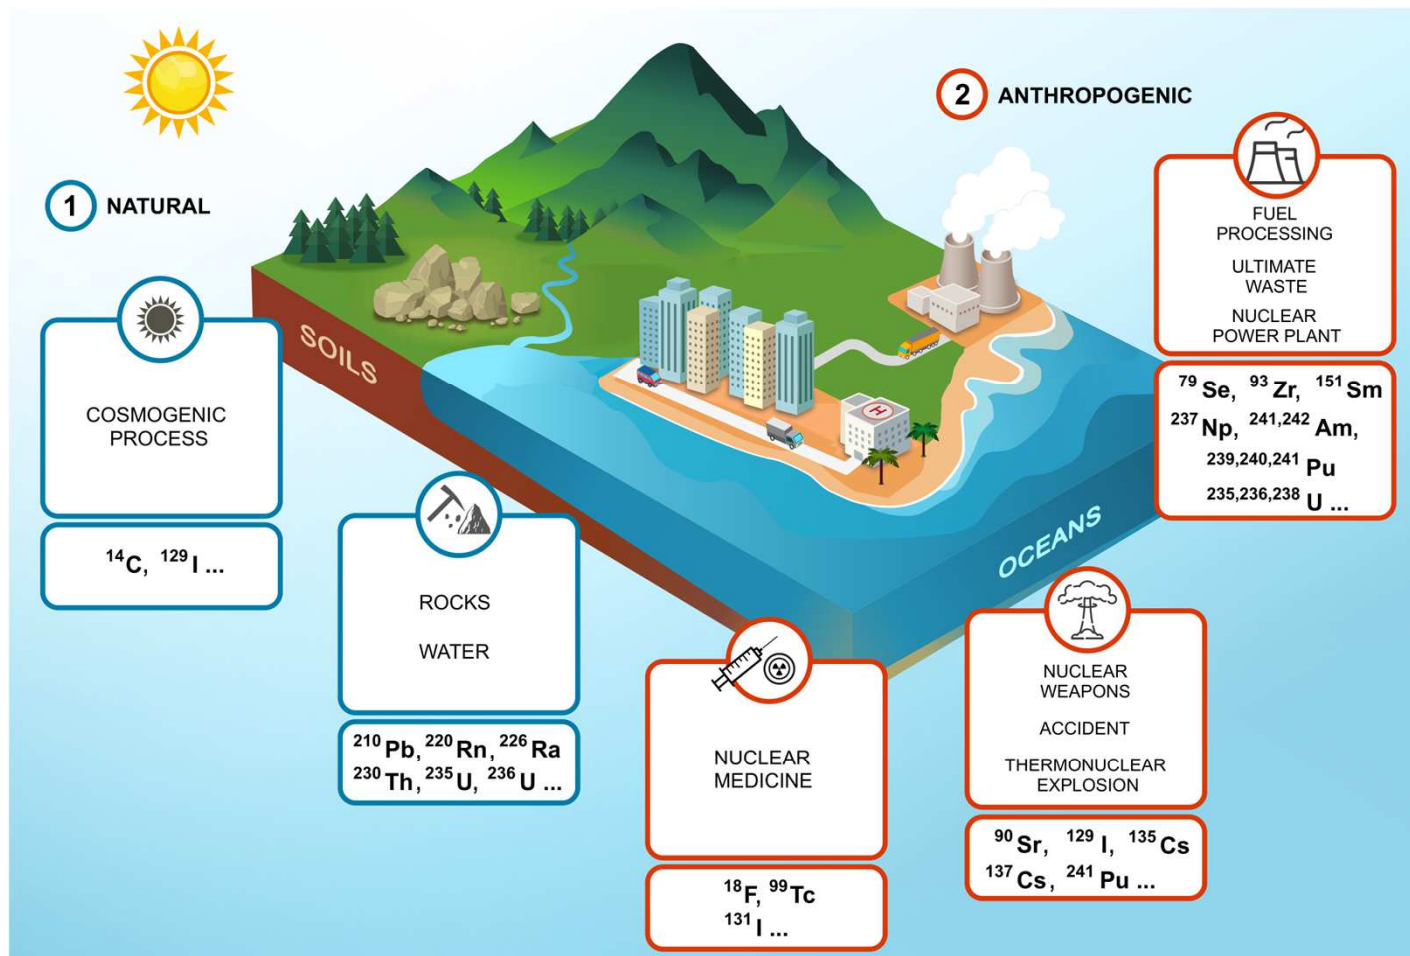 1 NATURAL
COSMOGENIC
PROCESS
¹⁴C, ¹²⁹I ...
ROCKS
WATER
²¹⁰Pb, ²²⁰Rn, ²²⁶Ra
²³⁰Th, ²³⁵U, ²³⁶U ...
SOILS
OCEANS
2 ANTHROPOGENIC
H
NUCLEAR
MEDICINE
¹⁸F, ⁹⁹Tc
¹³¹I ...
NUCLEAR
WEAPONS
ACCIDENT
THERMONUCLEAR
EXPLOSION
⁹⁰Sr, ¹²⁹I, ¹³⁵Cs
¹³⁷Cs, ²⁴¹Pu ...
FUEL
PROCESSING
ULTIMATE
WASTE
NUCLEAR
POWER PLANT
⁷⁹Se, ⁹³Zr, ¹⁵¹Sm
²³⁷Np, ²⁴¹,²⁴²Am,
²³⁹,²⁴⁰,²⁴¹Pu
²³⁵,²³⁶,²³⁸U ...